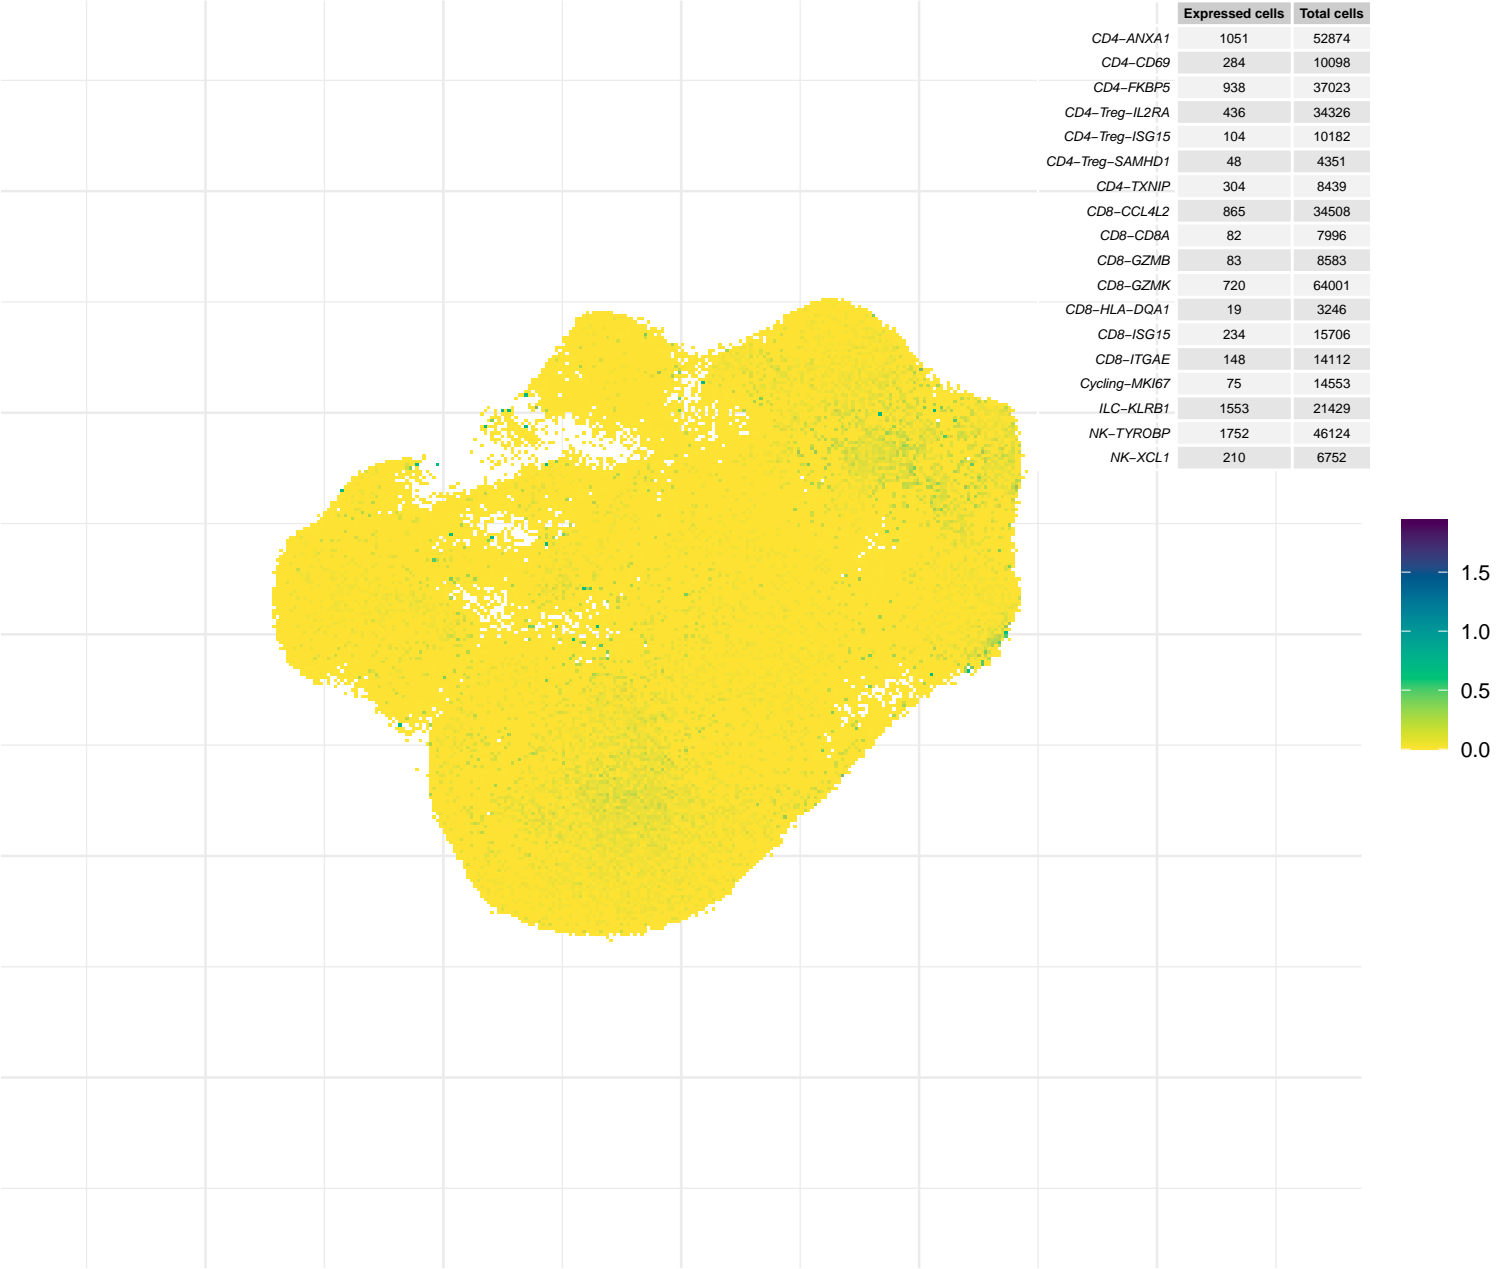 Expressed cells Total cells
CD4−ANXA1 1051 52874
CD4−CD69 284 10098
CD4−FKBP5 938 37023
CD4−Treg−IL2RA 436 34326
CD4−Treg−ISG15 104 10182
CD4−Treg−SAMHD1 48 4351
CD4−TXNIP 304 8439
CD8−CCL4L2 865 34508
CD8−CD8A 82 7996
CD8−GZMB 83 8583
CD8−GZMK 720 64001
CD8−HLA−DQA1 19 3246
CD8−ISG15 234 15706
CD8−ITGAE 148 14112
Cycling−MKI67 75 14553
ILC−KLRB1 1553 21429
NK−TYROBP 1752 46124
NK−XCL1 210 6752
1.5
1.0
0.5
0.0